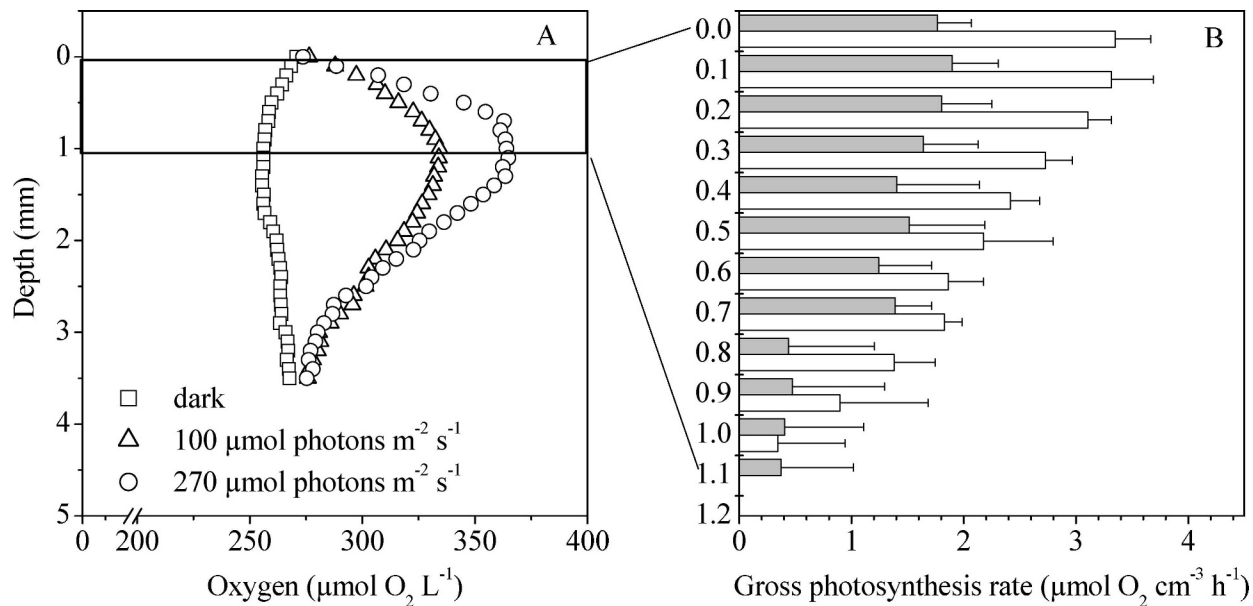 A
0
1
2
3
4
5
Depth (mm)
dark
100 µmol photons m⁻² s⁻¹
270 µmol photons m⁻² s⁻¹
0 200 250 300 350 400
Oxygen (µmol O₂ L⁻¹)
B
0.0
0.1
0.2
0.3
0.4
0.5
0.6
0.7
0.8
0.9
1.0
1.1
1.2
0 1 2 3 4
Gross photosynthesis rate (µmol O₂ cm⁻³ h⁻¹)